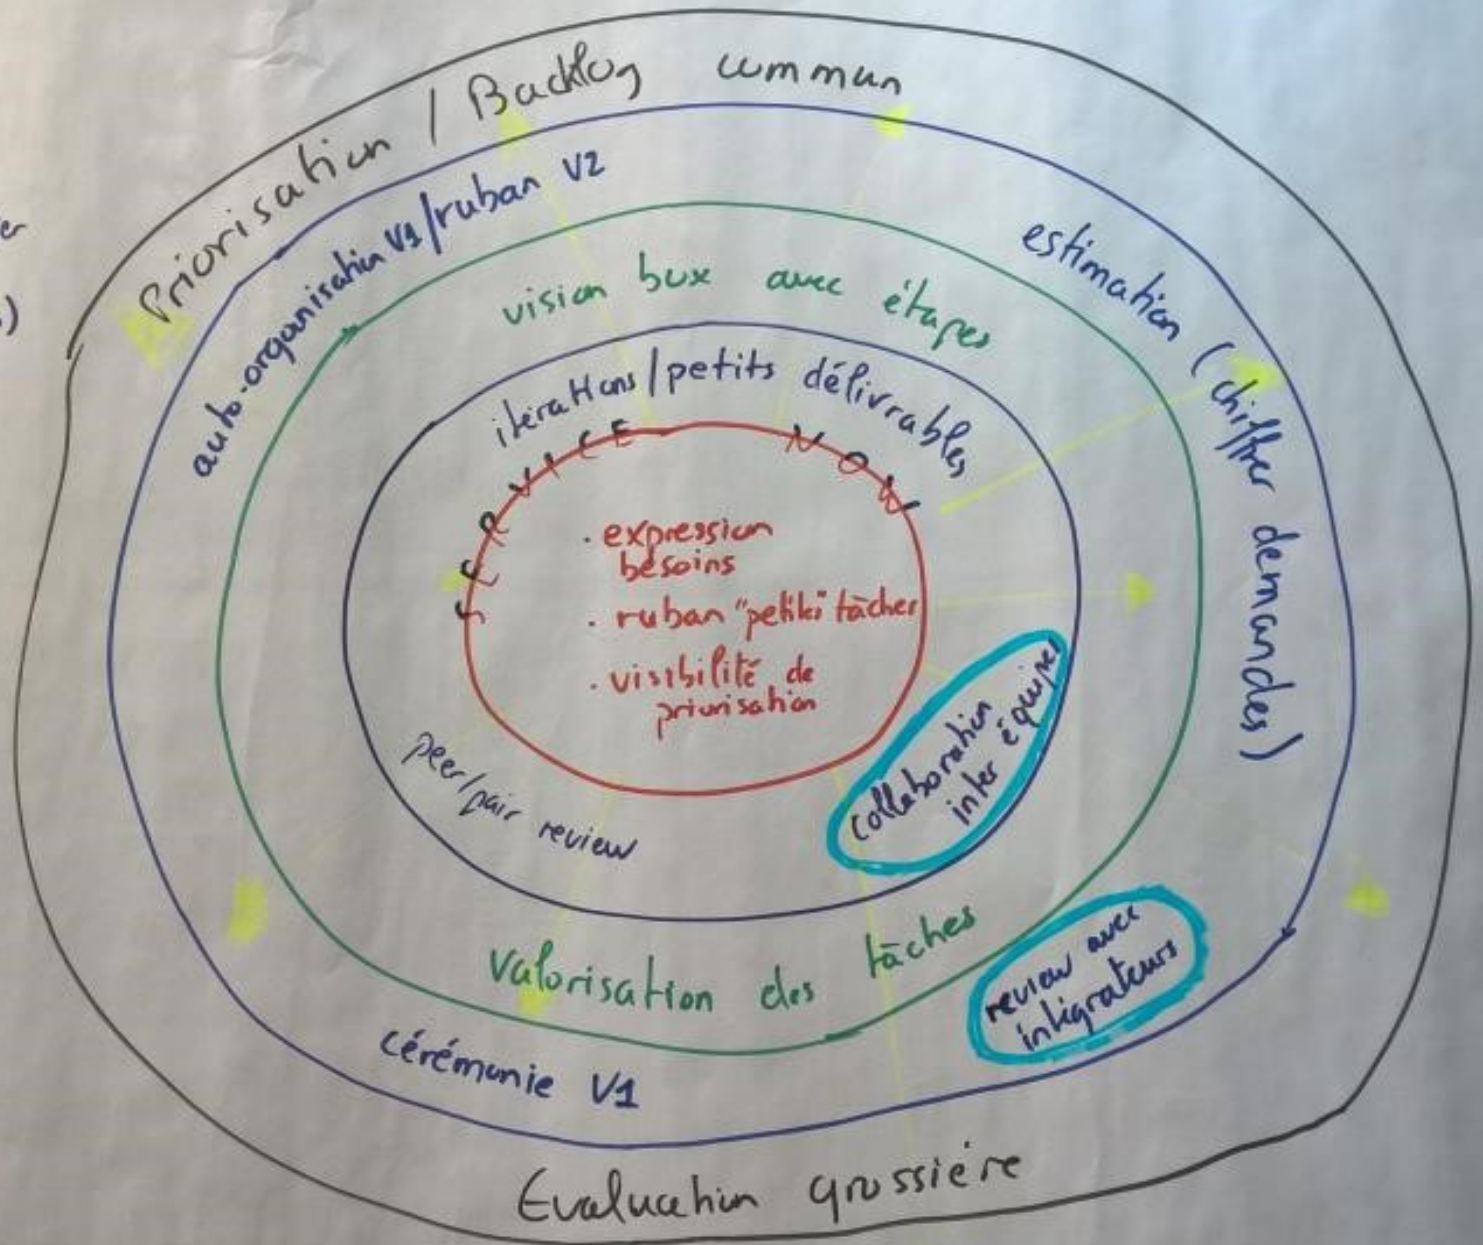 Priorisation / Backlog commun
auto-organisation V1/ruban V2
estimation (chiffrer demandes)
vision box avec étapes
itérations/petits délivrables
SERVICE NOW
. expression
besoins
. ruban "petites" tâches
. visibilité de
priorisation
collaboration
inter équipes
peer/pair review
valorisation des tâches
review avec
intégrateurs
cérémonie V1
Evaluation grossière